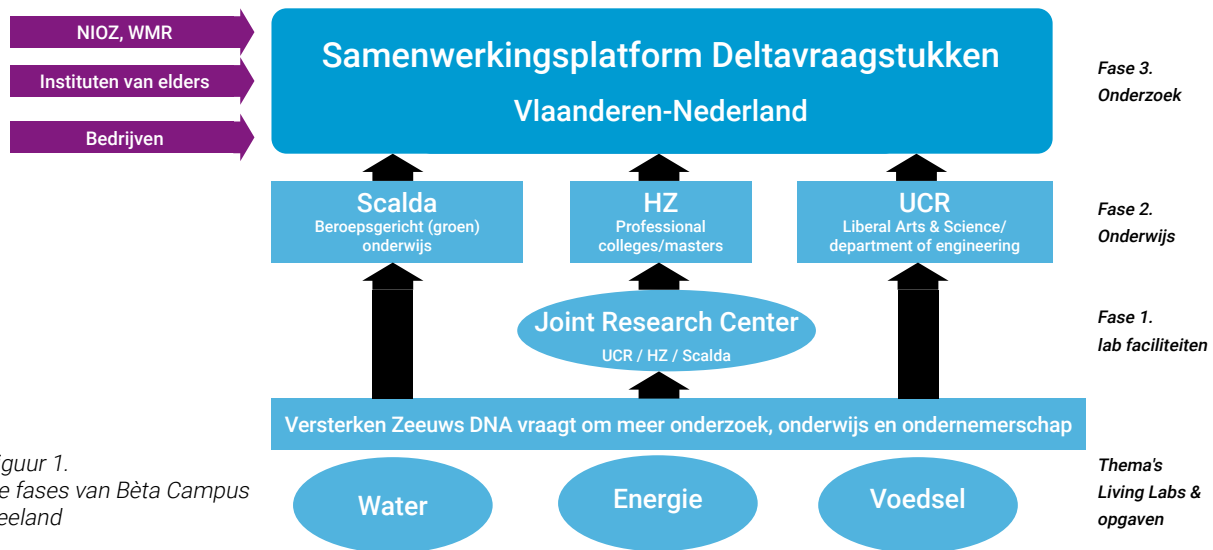 NIOZ, WMR
Instituten van elders
Bedrijven
Samenwerkingsplatform Deltavraagstukken
Vlaanderen-Nederland
Fase 3.
Onderzoek
Scalda
Beroepsgericht (groen)
onderwijs
HZ
Professional
colleges/masters
UCR
Liberal Arts & Science/
department of engineering
Fase 2.
Onderwijs
Joint Research Center
UCR / HZ / Scalda
Fase 1.
lab faciliteiten
Versterken Zeeuws DNA vraagt om meer onderzoek, onderwijs en ondernemerschap
iguur 1.
e fases van Bèta Campus
eeland
Water
Energie
Voedsel
Thema's
Living Labs &
opgaven